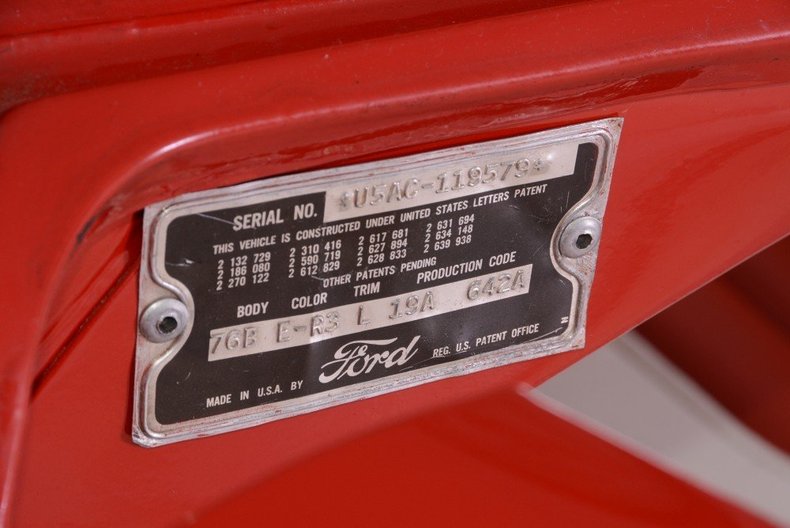 SERIAL NO. *U5AC-119579*
THIS VEHICLE IS CONSTRUCTED UNDER UNITED STATES LETTERS PATENT
2 132 729 2 310 416 2 617 681 2 631 694
2 186 080 2 590 719 2 627 894 2 634 148
2 270 122 2 612 829 2 628 833 2 639 938
OTHER PATENTS PENDING
BODY COLOR TRIM PRODUCTION CODE
76B E-R3 L 19A 642A
MADE IN U.S.A. BY Ford REG. U.S. PATENT OFFICE
H